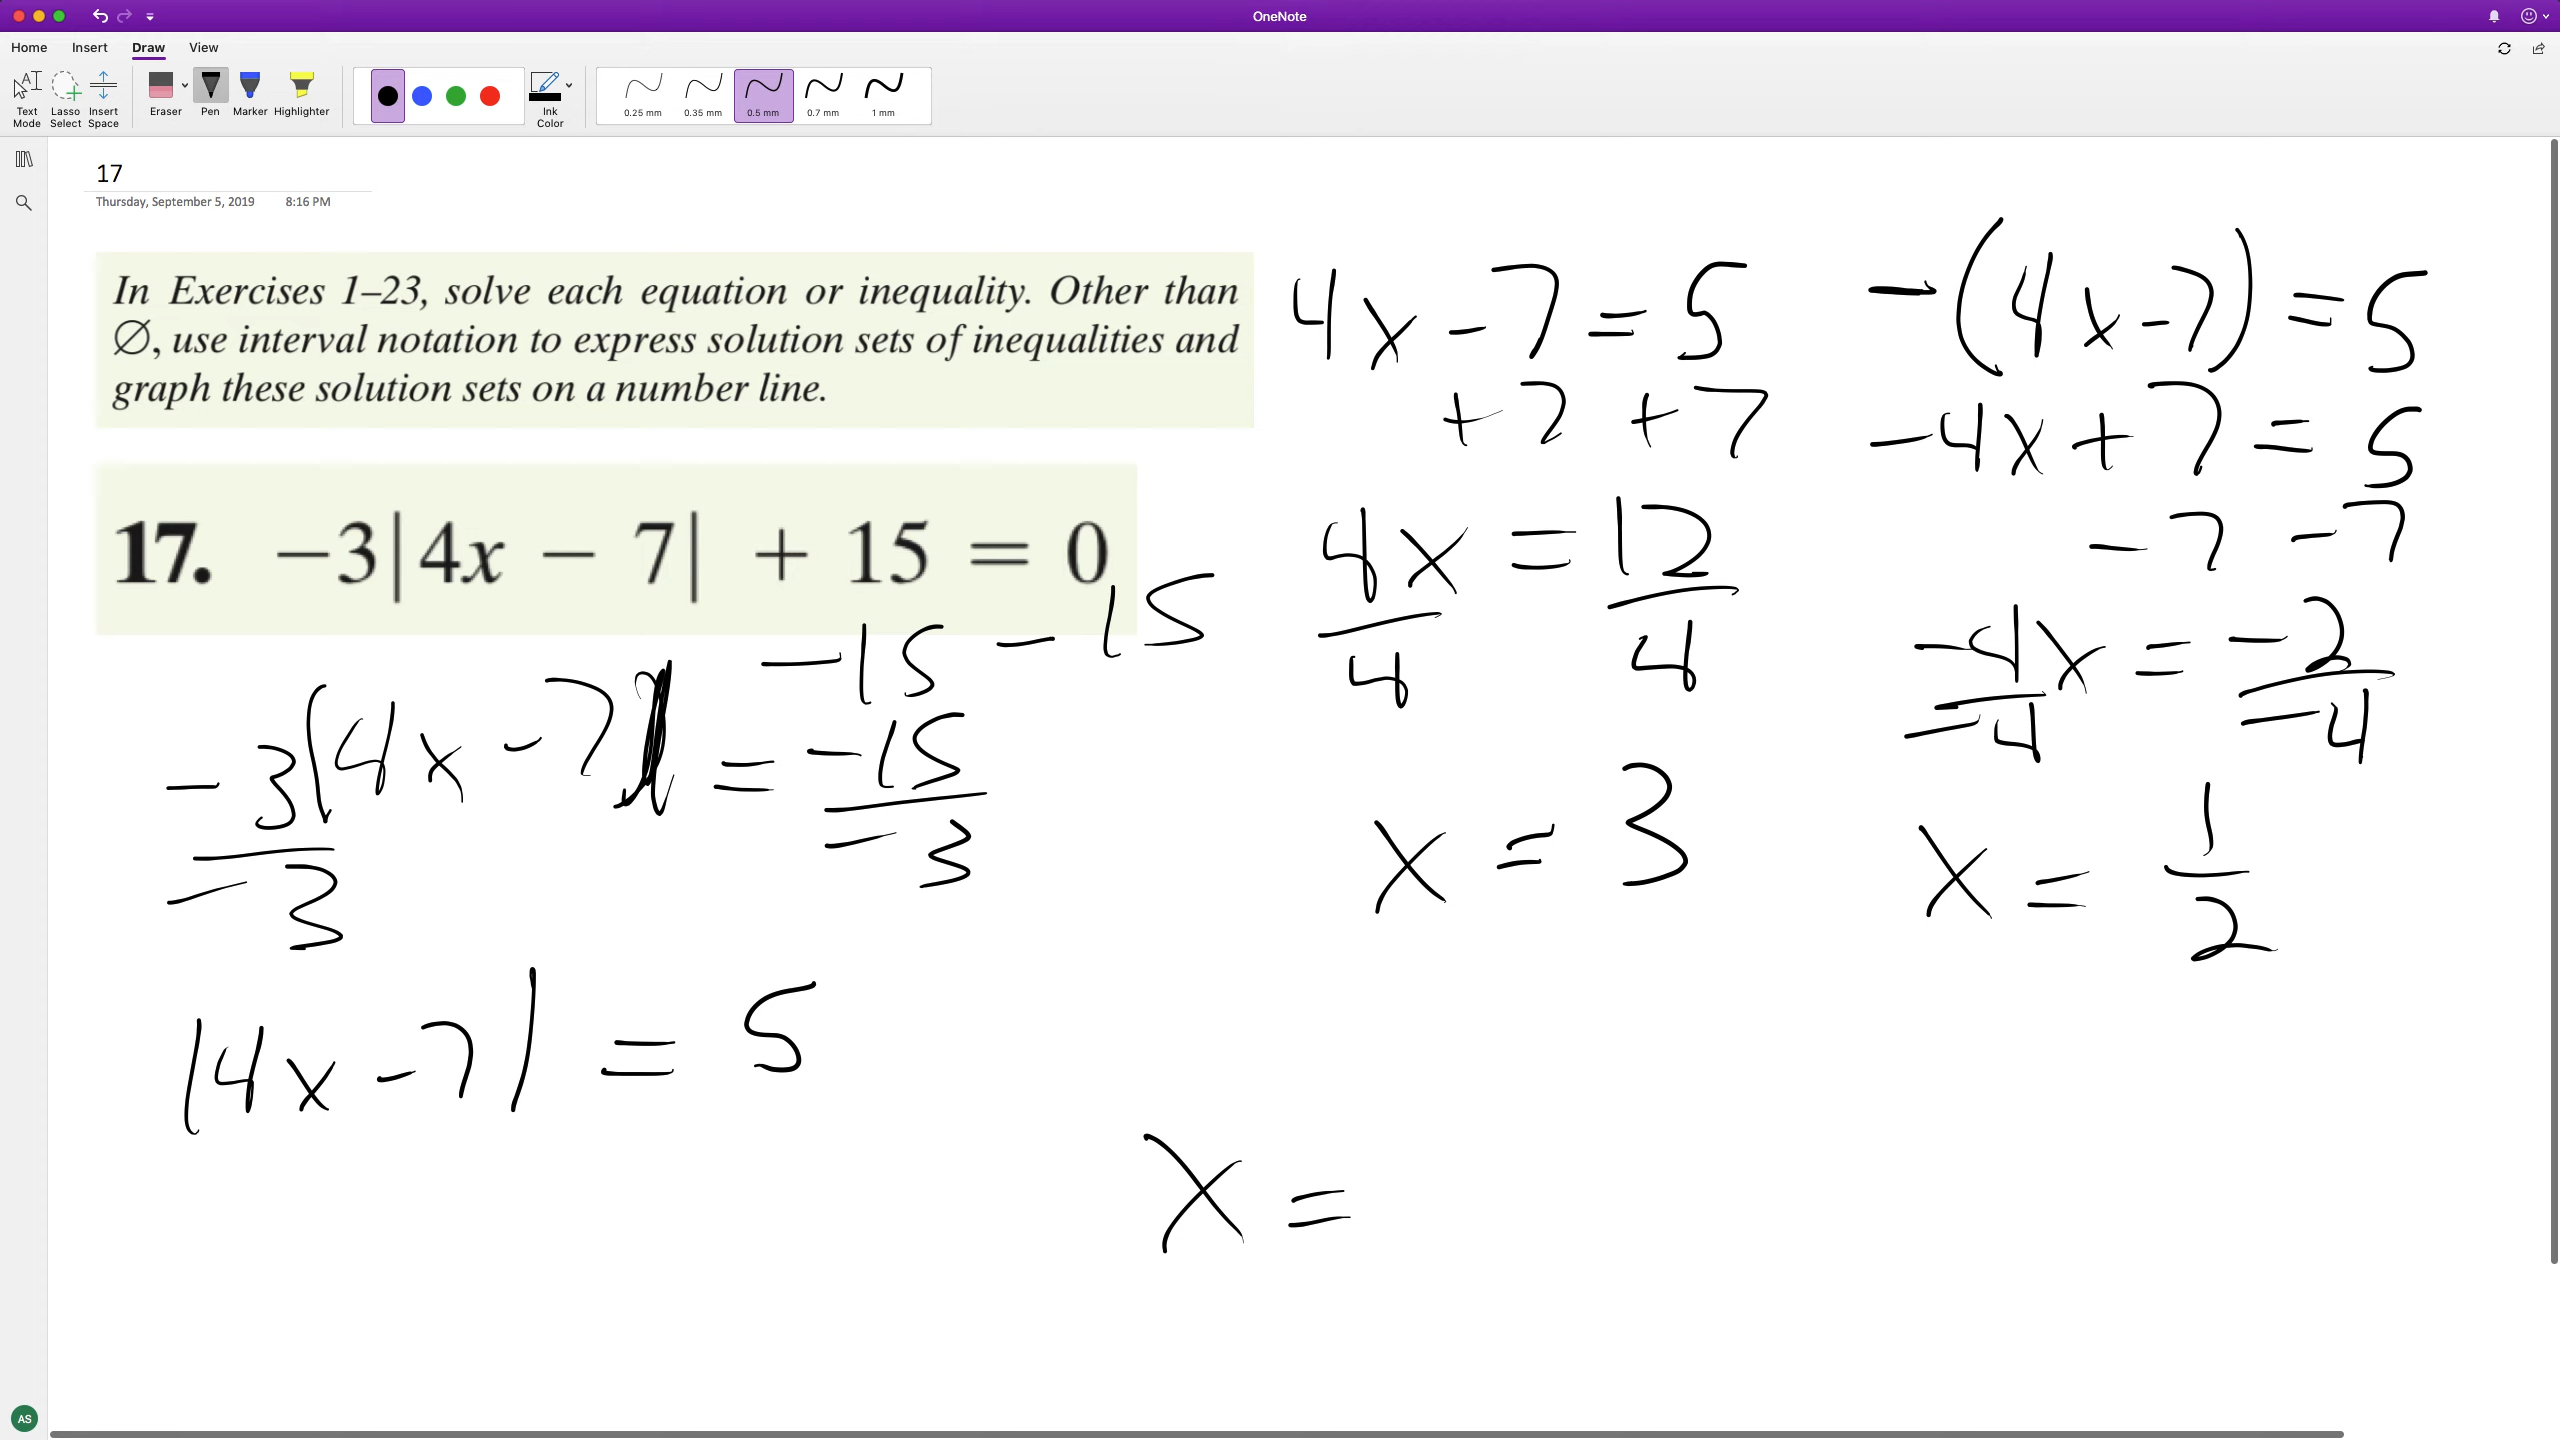 OneNote
Home Insert Draw View
Text Mode
Lasso Select
Insert Space
Eraser
Pen
Marker
Highlighter
Ink Color
0.25 mm
0.35 mm
0.5 mm
0.7 mm
1 mm
17
Thursday, September 5, 2019 8:16 PM
In Exercises 1–23, solve each equation or inequality. Other than
∅, use interval notation to express solution sets of inequalities and
graph these solution sets on a number line.
17. −3|4x − 7| + 15 = 0
−15 −15
−3|4x −7| = −15
−3 −3
|4x −7| = 5
4x −7 = 5
+7 +7
4x = 12
4 4
x = 3
−(4x −7) = 5
−4x + 7 = 5
−7 −7
−4x = −2
−4 −4
x = 1
2
x =
AS